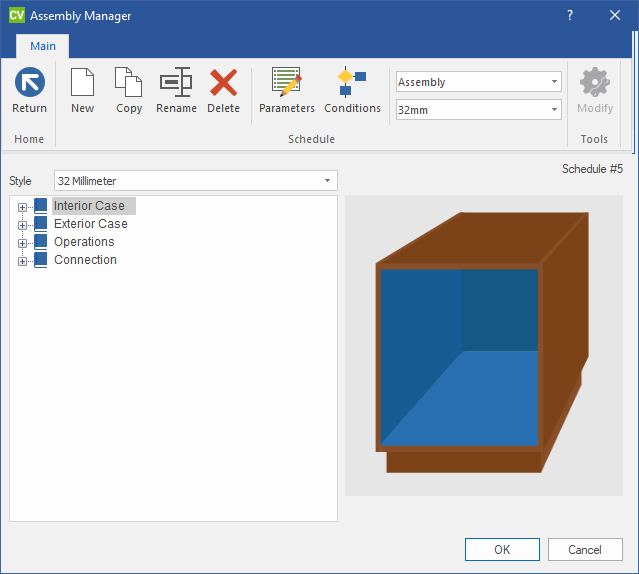 CV Assembly Manager ?
Main
Return
New
Copy
Rename
Delete
Parameters
Conditions
Assembly
32mm
Modify
Home
Schedule
Tools
Schedule #5
Style 32 Millimeter
Interior Case
Exterior Case
Operations
Connection
OK
Cancel